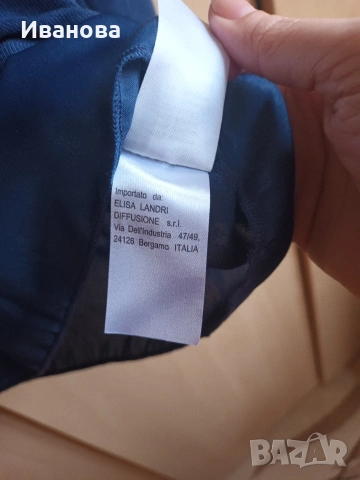 Иванова
Importato da:
ELISA LANDRI
DIFFUSIONE s.r.l.
Via Dell'Industria 47/49,
24126 Bergamo ITALIA
BAZAR